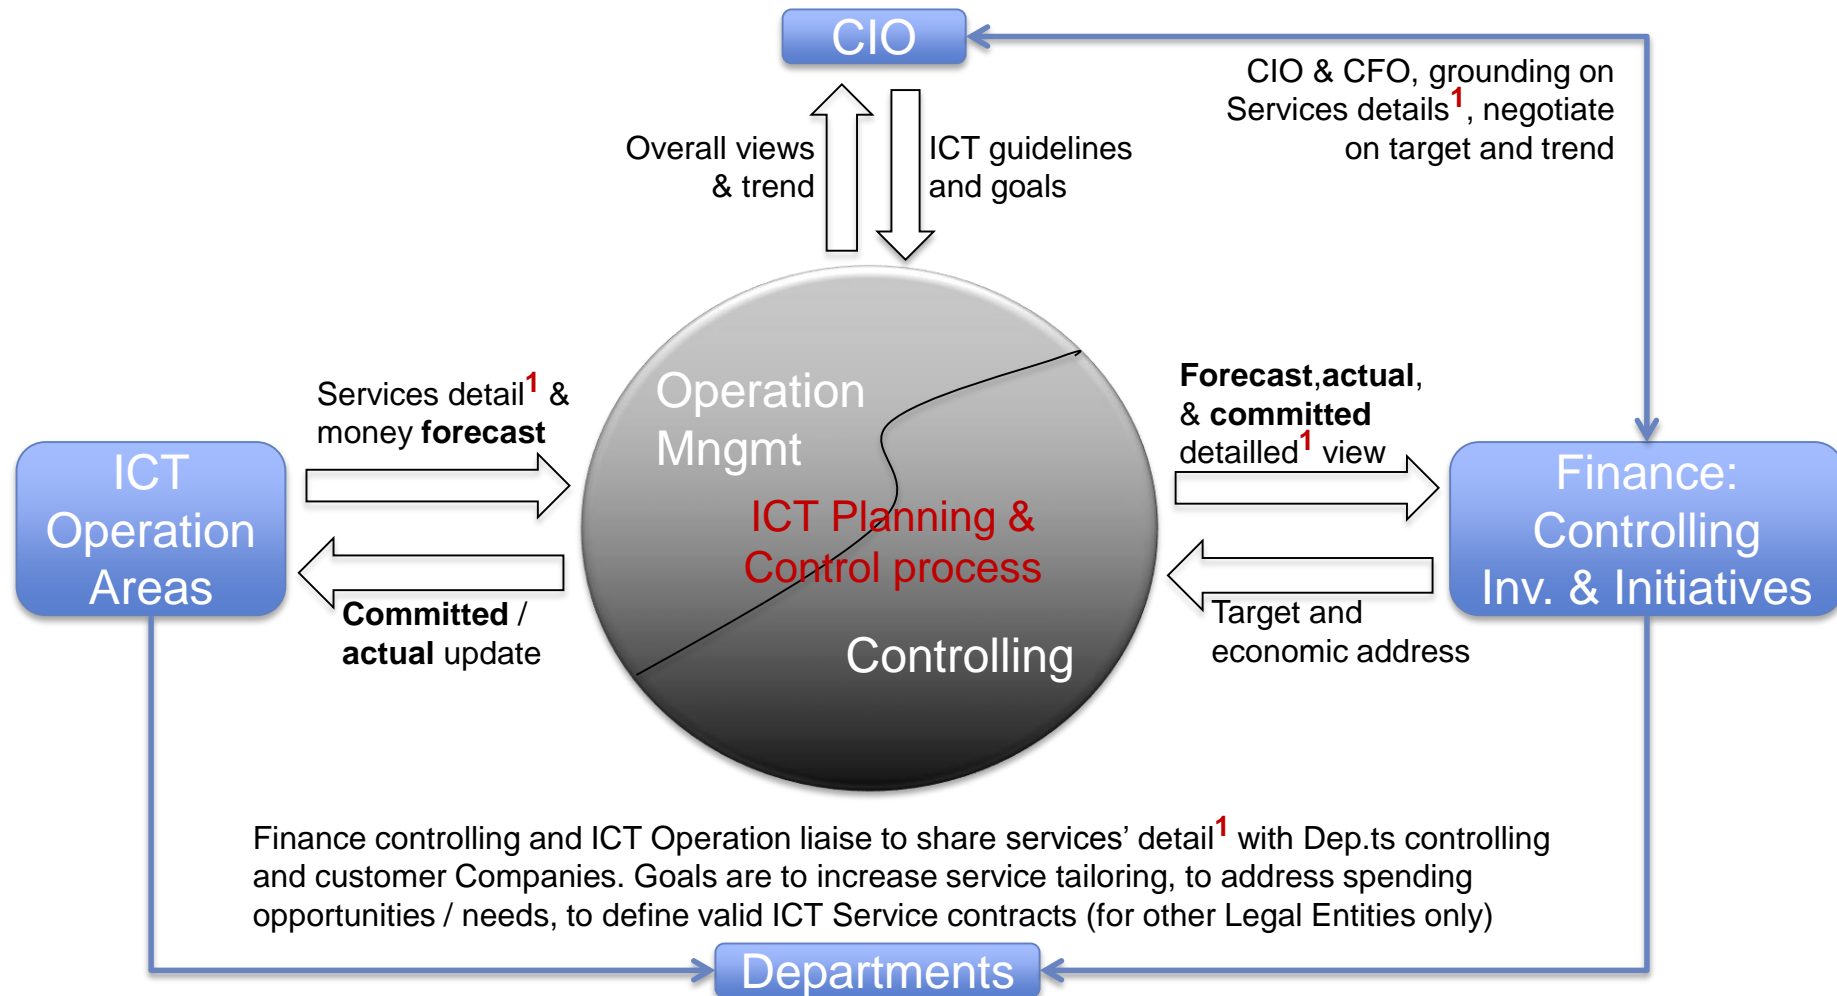 CIO
CIO & CFO, grounding on
Services details1, negotiate
on target and trend
Overall views
& trend
ICT guidelines
and goals
Services detail1 &
money forecast
Operation
Mngmt
Forecast,actual,
& committed
detailled1 view
ICT
Operation
Areas
ICT Planning &
Control process
Finance:
Controlling
Inv. & Initiatives
Committed /
actual update
Controlling
Target and
economic address
Finance controlling and ICT Operation liaise to share services’ detail1 with Dep.ts controlling
and customer Companies. Goals are to increase service tailoring, to address spending
opportunities / needs, to define valid ICT Service contracts (for other Legal Entities only)
Departments